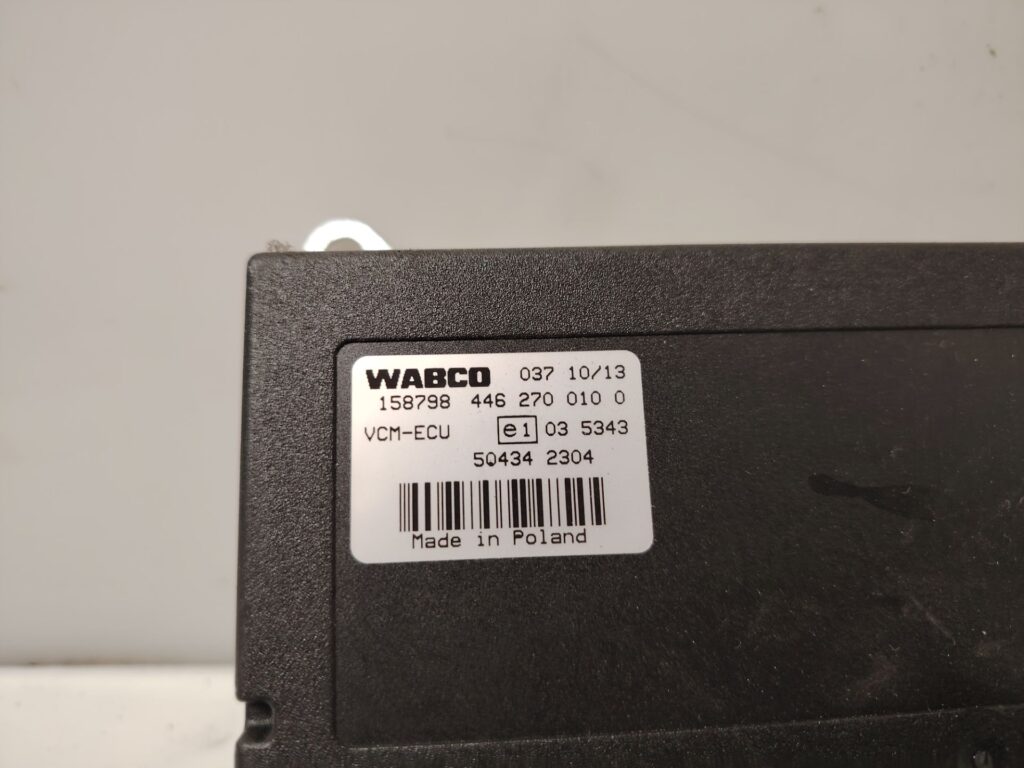 WABCO 037 10/13
158798 446 270 010 0
VCM-ECU e1 03 5343
50434 2304
Made in Poland